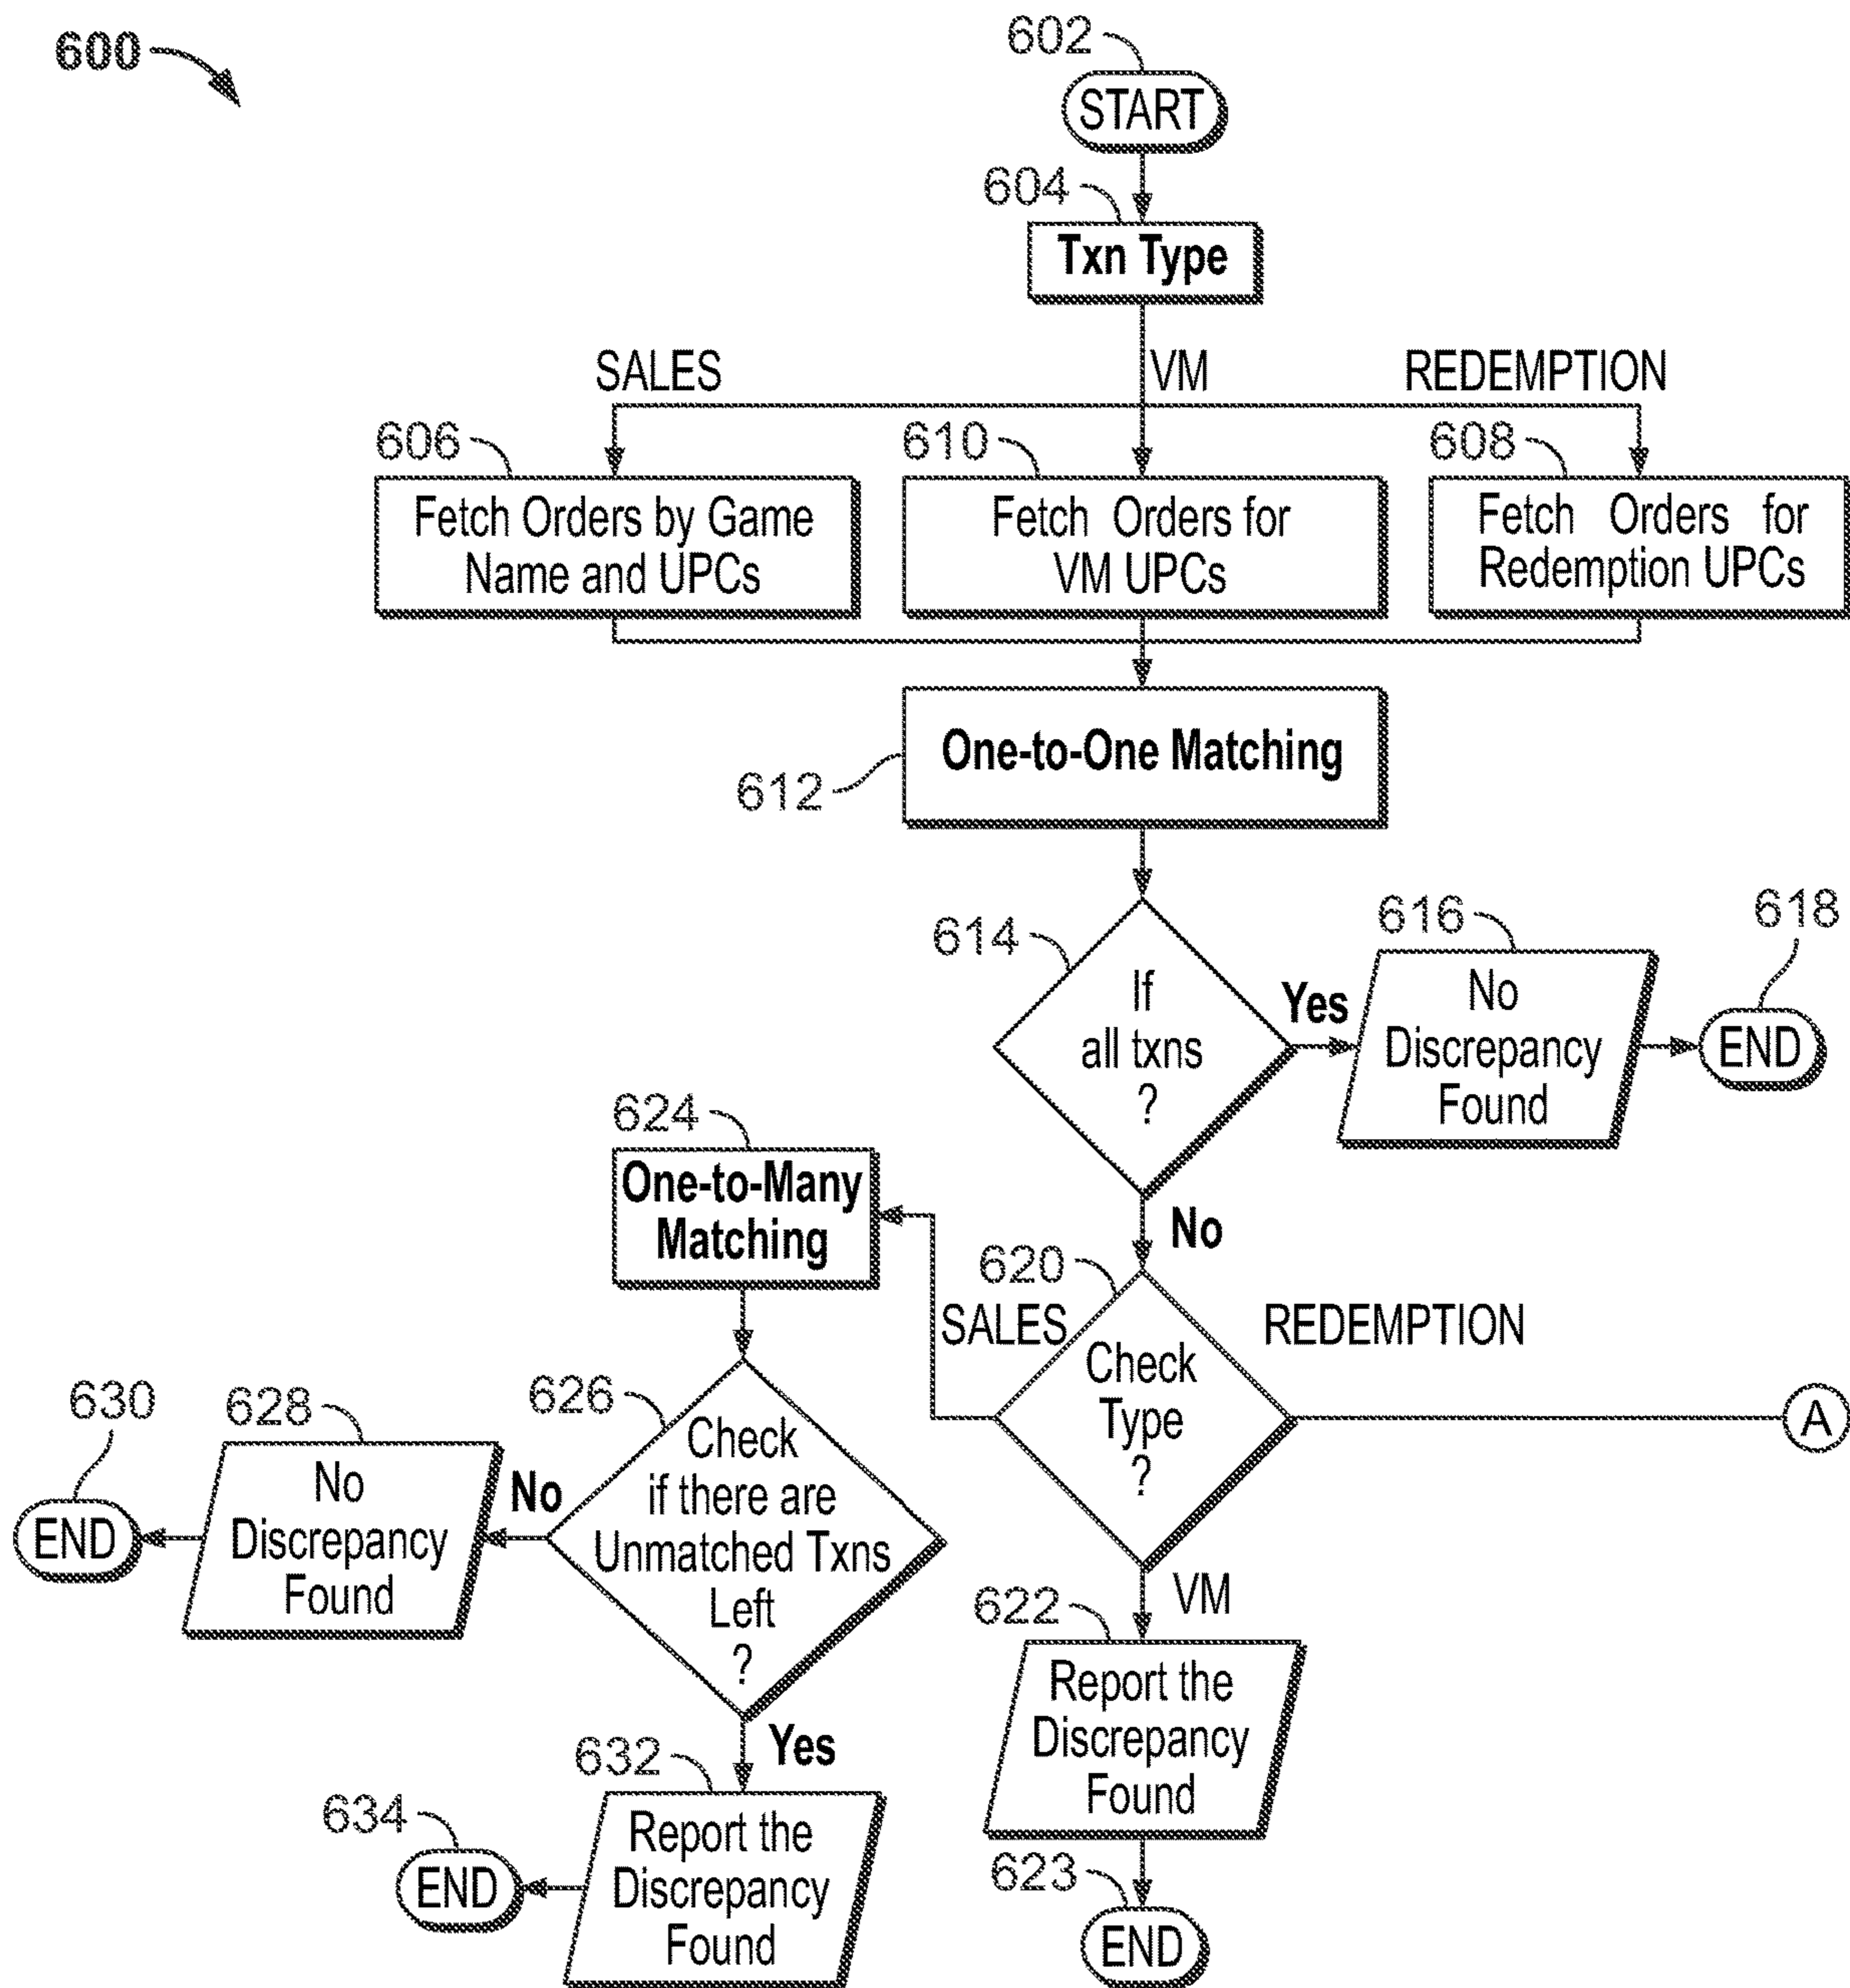 600
602
START
604
Txn Type
SALES
VM
REDEMPTION
606
610
608
Fetch Orders by Game
Name and UPCs
Fetch Orders for
VM UPCs
Fetch Orders for
Redemption UPCs
One-to-One Matching
612
614
If
all txns
?
Yes
616
No
Discrepancy
Found
618
END
No
624
One-to-Many
Matching
620
SALES
REDEMPTION
Check
Type
?
A
626
Check
if there are
Unmatched Txns
Left
?
No
628
No
Discrepancy
Found
630
END
VM
622
Report the
Discrepancy
Found
623
END
Yes
632
Report the
Discrepancy
Found
634
END